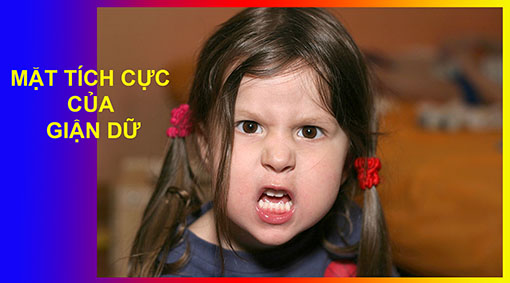 MẶT TÍCH CỰC
CỦA
GIẬN DỮ